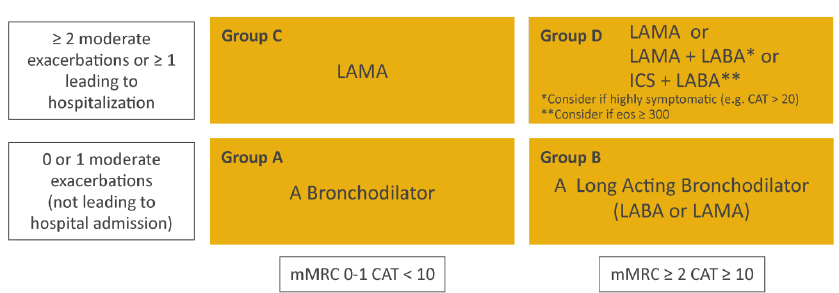 ≥ 2 moderate
exacerbations or ≥ 1
leading to
hospitalization
Group C
LAMA
Group D
LAMA or
LAMA + LABA* or
ICS + LABA**
*Consider if highly symptomatic (e.g. CAT > 20)
**Consider if eos ≥ 300
0 or 1 moderate
exacerbations
(not leading to
hospital admission)
Group A
A Bronchodilator
Group B
A Long Acting Bronchodilator
(LABA or LAMA)
mMRC 0-1 CAT < 10
mMRC ≥ 2 CAT ≥ 10